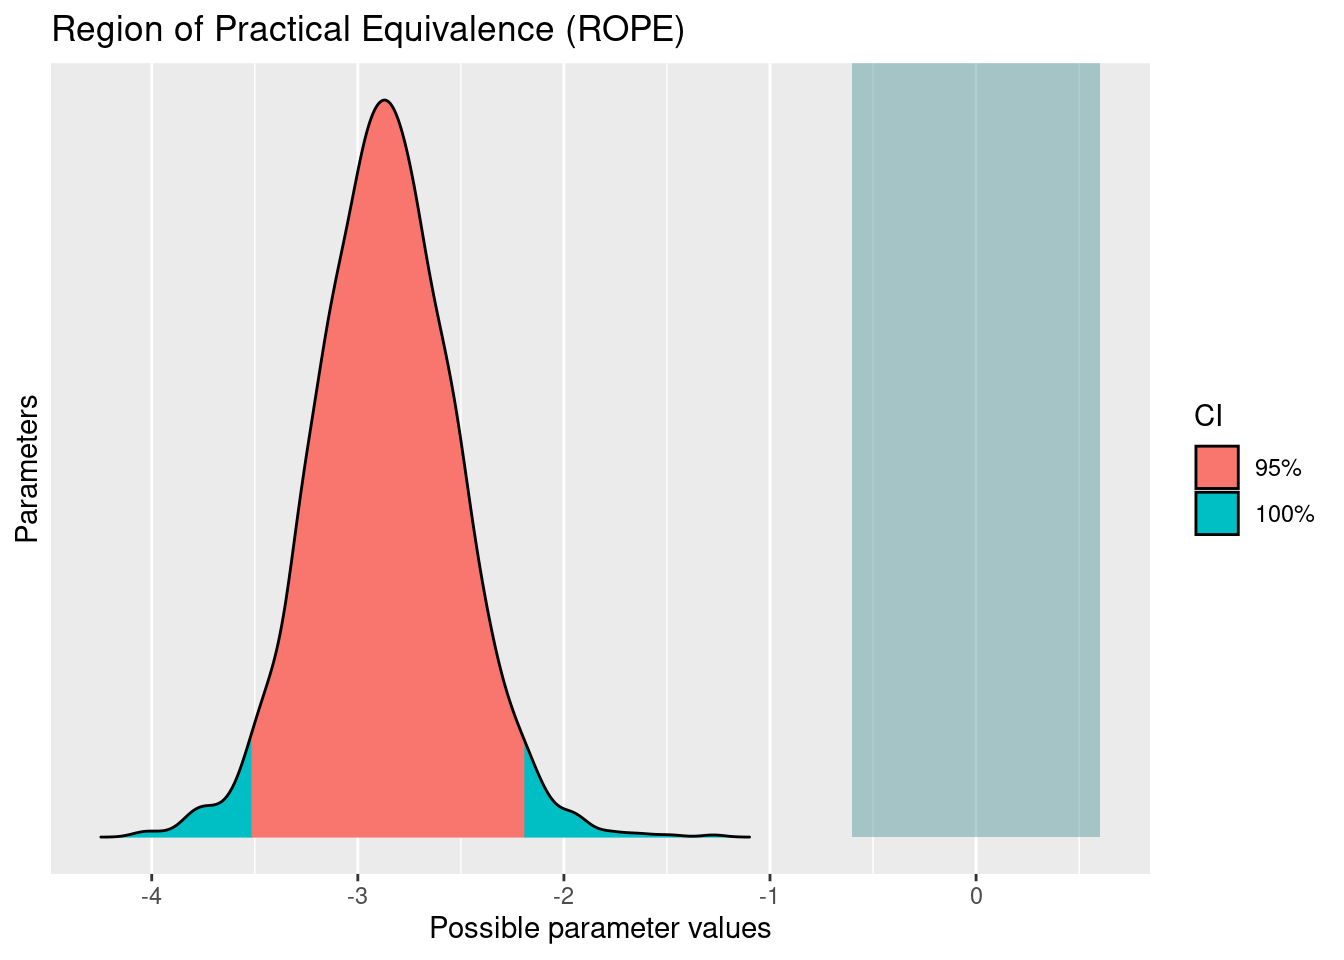 Region of Practical Equivalence (ROPE)
Parameters
CI
95%
100%
-4
-3
-2
-1
0
Possible parameter values